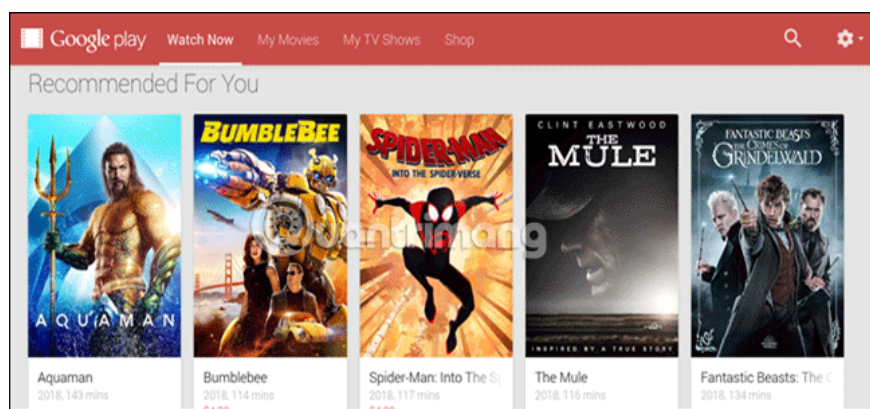 Google play Watch Now My Movies My TV Shows Shop
Recommended For You
AQUAMAN
BUMBLEBEE
SPIDER-MAN
INTO THE SPIDER-VERSE
CLINT EASTWOOD
THE
MULE
INSPIRED BY A TRUE STORY
FANTASTIC BEASTS
THE CRIMES OF
GRINDELWALD
Quantrimang
Aquaman
2018, 143 mins
Bumblebee
2018, 114 mins
Spider-Man: Into The Sp
2018, 117 mins
The Mule
2018, 116 mins
Fantastic Beasts: The C
2018, 134 mins